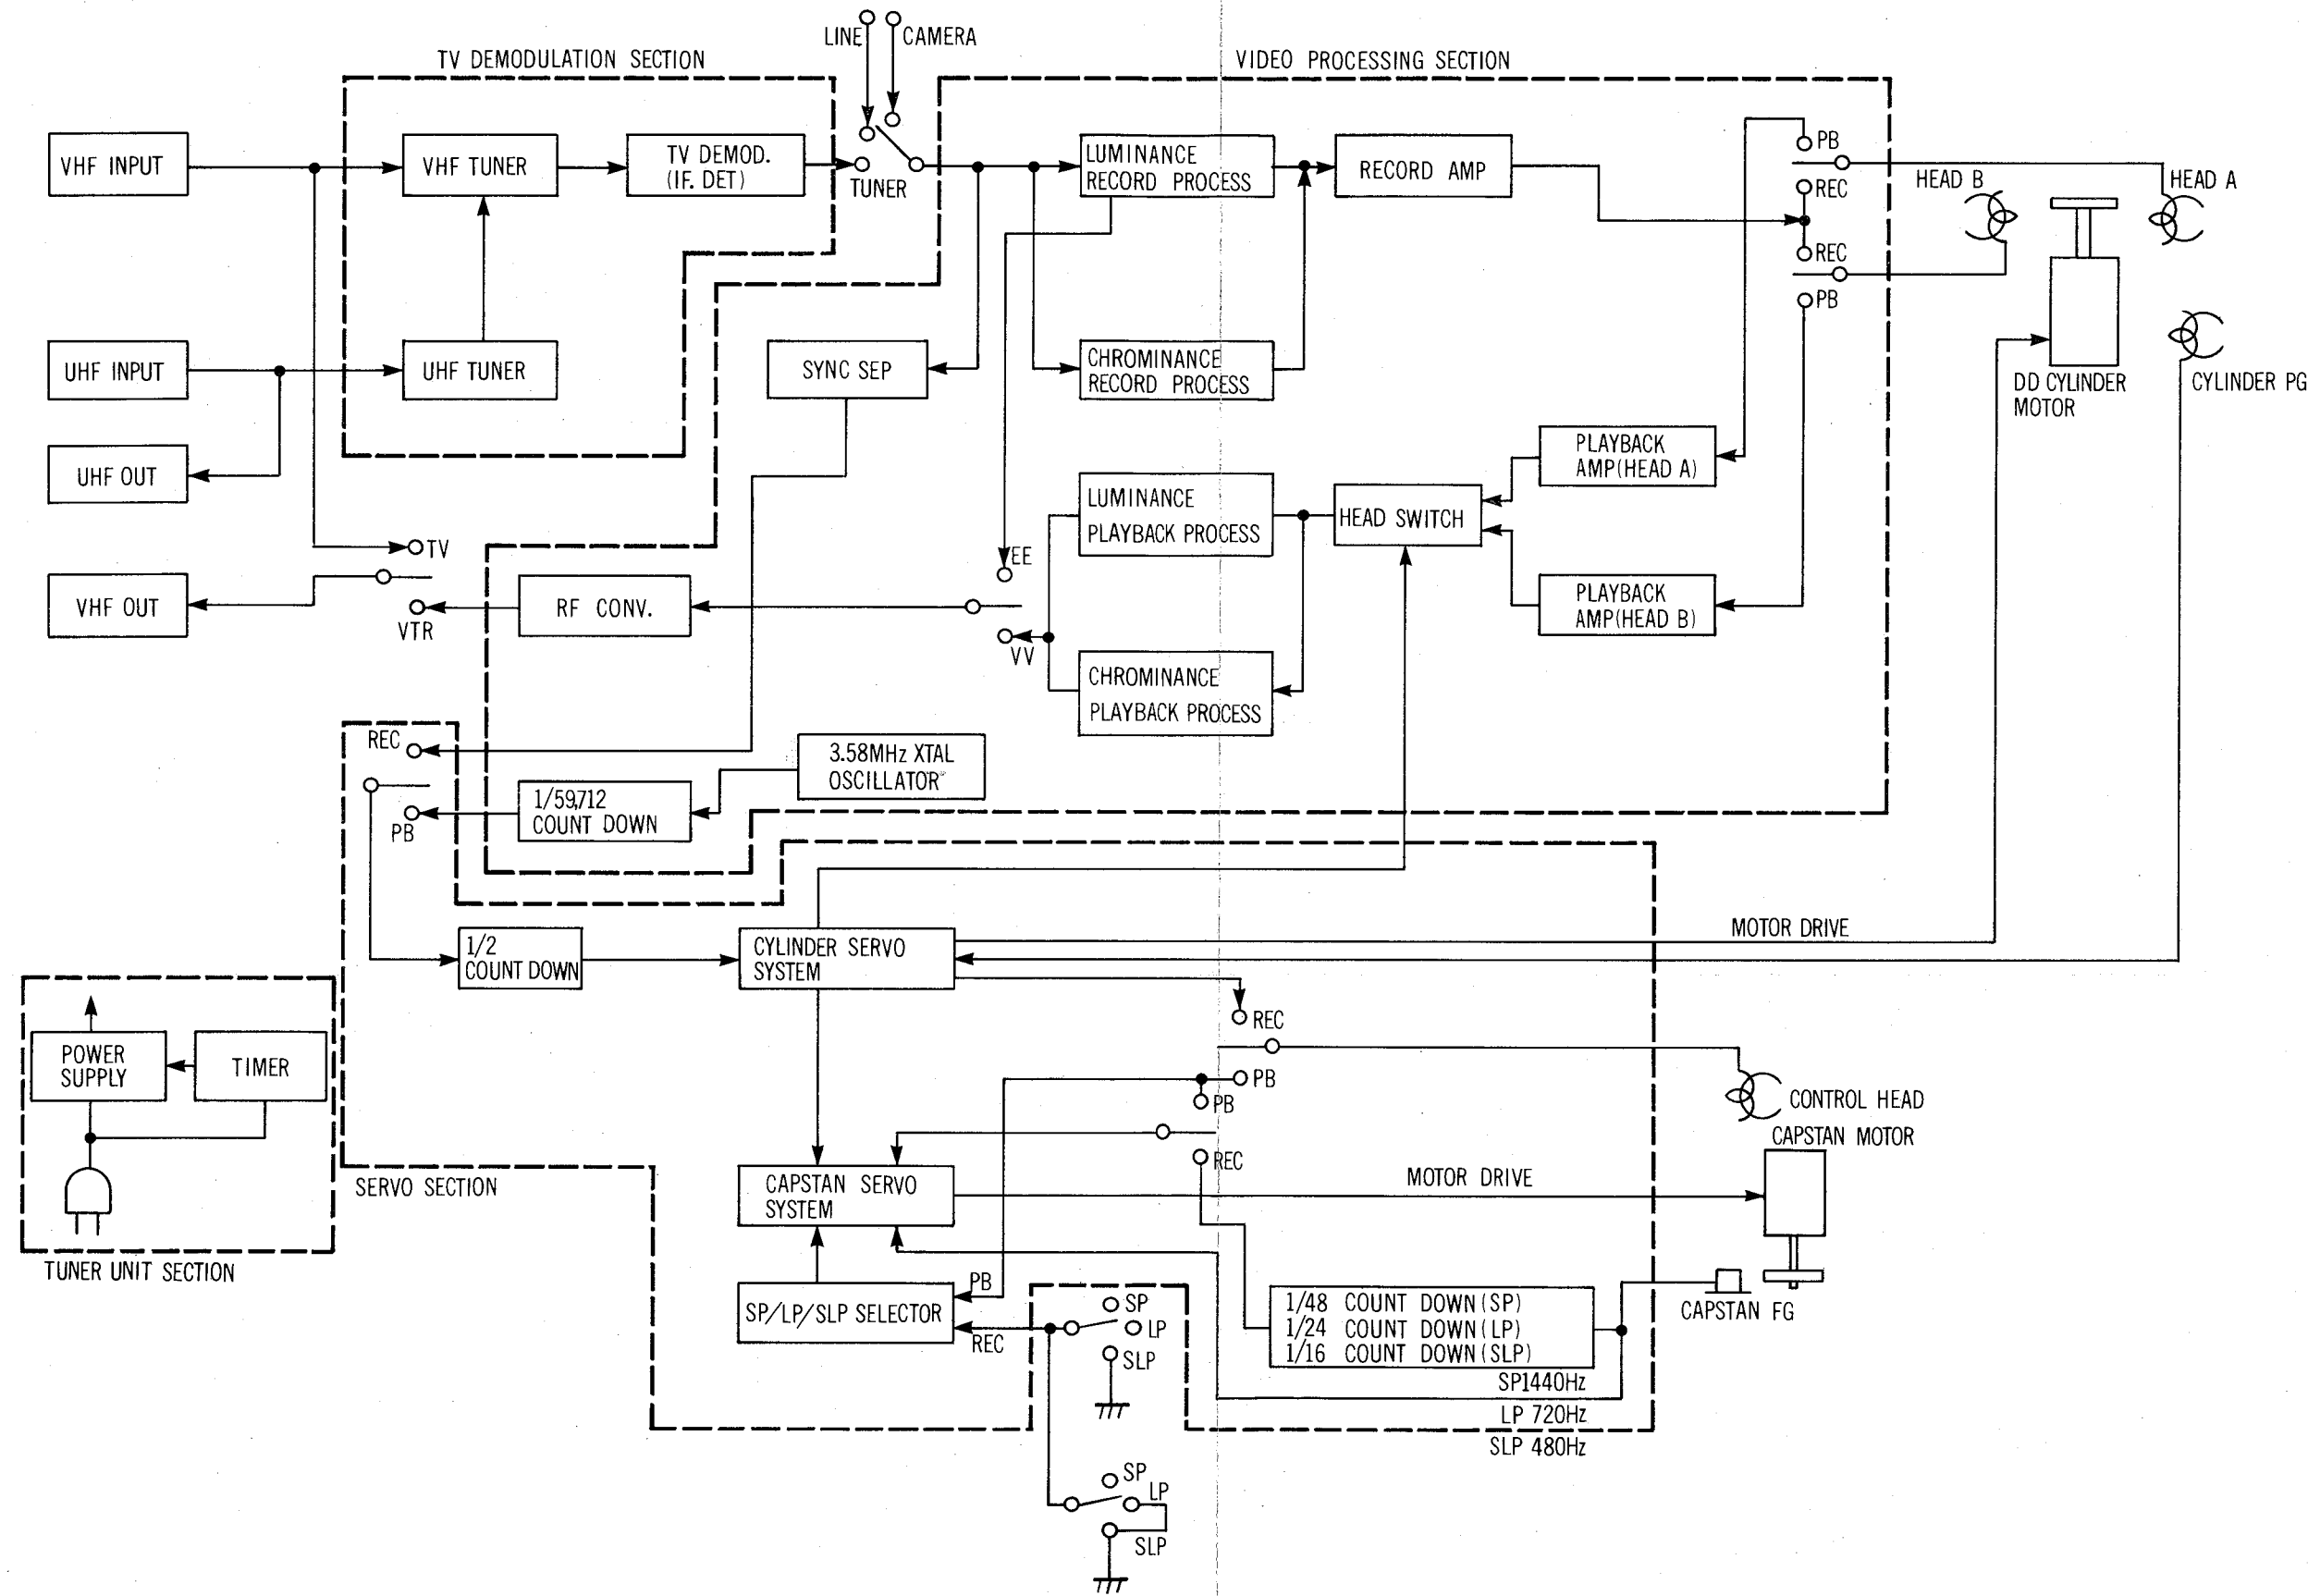 LINE
CAMERA
TV DEMODULATION SECTION
VIDEO PROCESSING SECTION
VHF INPUT
VHF TUNER
TV DEMOD.
(IF. DET)
TUNER
LUMINANCE
RECORD PROCESS
RECORD AMP
PB
REC
REC
PB
HEAD B
HEAD A
UHF INPUT
UHF TUNER
SYNC SEP
CHROMINANCE
RECORD PROCESS
DD CYLINDER
MOTOR
CYLINDER PG
UHF OUT
PLAYBACK
AMP(HEAD A)
LUMINANCE
PLAYBACK PROCESS
HEAD SWITCH
TV
EE
VHF OUT
VTR
RF CONV.
VV
PLAYBACK
AMP(HEAD B)
CHROMINANCE
PLAYBACK PROCESS
REC
PB
3.58MHz XTAL
OSCILLATOR
1/59,712
COUNT DOWN
1/2
COUNT DOWN
CYLINDER SERVO
SYSTEM
MOTOR DRIVE
REC
PB
PB
REC
POWER
SUPPLY
TIMER
TUNER UNIT SECTION
SERVO SECTION
CONTROL HEAD
CAPSTAN MOTOR
CAPSTAN SERVO
SYSTEM
MOTOR DRIVE
SP/LP/SLP SELECTOR
PB
REC
SP
LP
SLP
1/48 COUNT DOWN (SP)
1/24 COUNT DOWN (LP)
1/16 COUNT DOWN (SLP)
CAPSTAN FG
SP1440Hz
LP 720Hz
SLP 480Hz
SP
LP
SLP